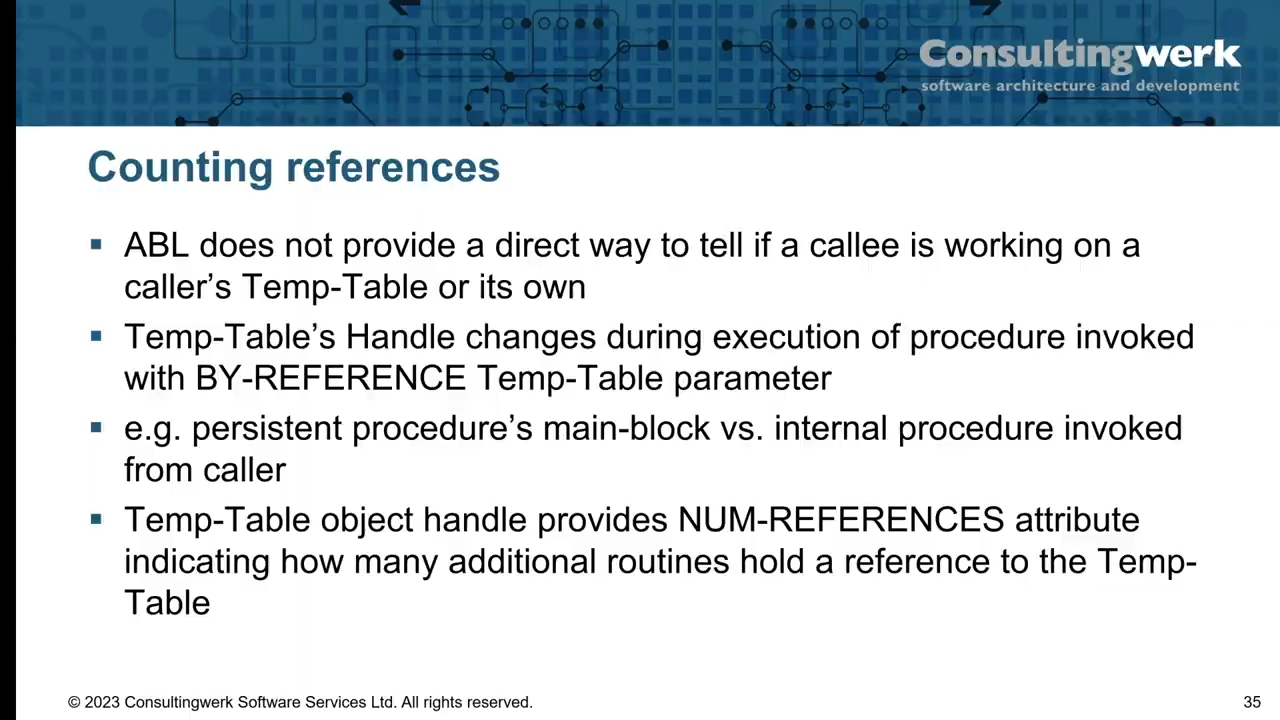 Consultingwerk
software architecture and development
Counting references
▪ ABL does not provide a direct way to tell if a callee is working on a
caller’s Temp-Table or its own
▪ Temp-Table’s Handle changes during execution of procedure invoked
with BY-REFERENCE Temp-Table parameter
▪ e.g. persistent procedure’s main-block vs. internal procedure invoked
from caller
▪ Temp-Table object handle provides NUM-REFERENCES attribute
indicating how many additional routines hold a reference to the Temp-
Table
© 2023 Consultingwerk Software Services Ltd. All rights reserved.
35